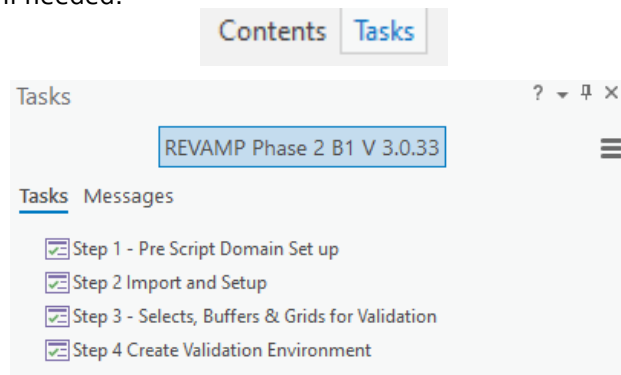 needed.
Contents Tasks
Tasks ?
REVAMP Phase 2 B1 V 3.0.33
Tasks Messages
Step 1 - Pre Script Domain Set up
Step 2 Import and Setup
Step 3 - Selects, Buffers & Grids for Validation
Step 4 Create Validation Environment